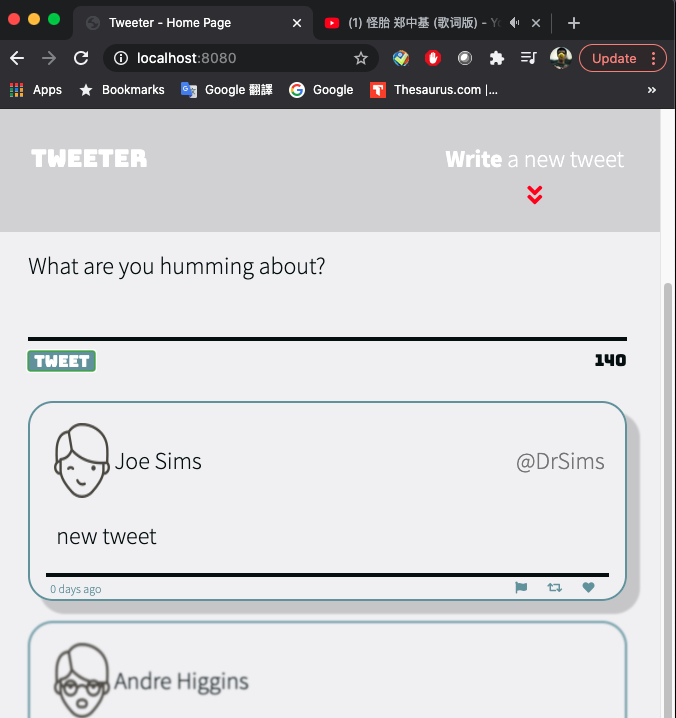 Tweeter - Home Page
(1) 怪胎 郑中基 (歌词版) - Yo
localhost:8080
Update
Apps
Bookmarks
Google 翻譯
Google
T
Thesaurus.com |...
TWEETER
Write a new tweet
What are you humming about?
TWEET
140
Joe Sims
@DrSims
new tweet
0 days ago
Andre Higgins